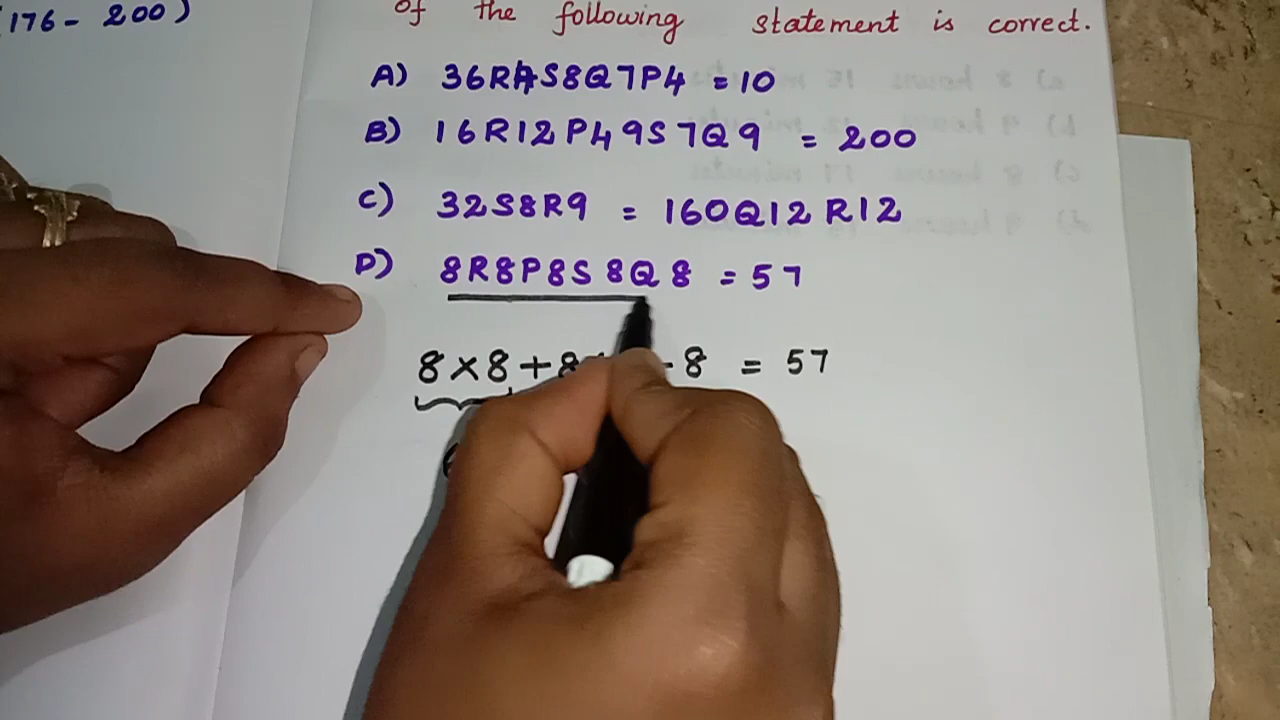 (176 - 200)
of the following statement is correct.
A) 36R4S8Q7P4 = 10
B) 16R12P49S7Q9 = 200
C) 32S8R9 = 160Q12R12
D) 8R8P8S8Q8 = 57
8 × 8 + 8 - 8 = 57